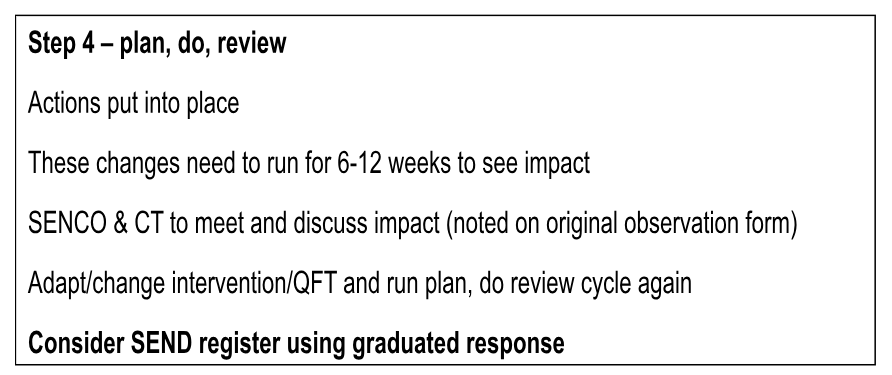 Step 4 – plan, do, review
Actions put into place
These changes need to run for 6-12 weeks to see impact
SENCO & CT to meet and discuss impact (noted on original observation form)
Adapt/change intervention/QFT and run plan, do review cycle again
Consider SEND register using graduated response